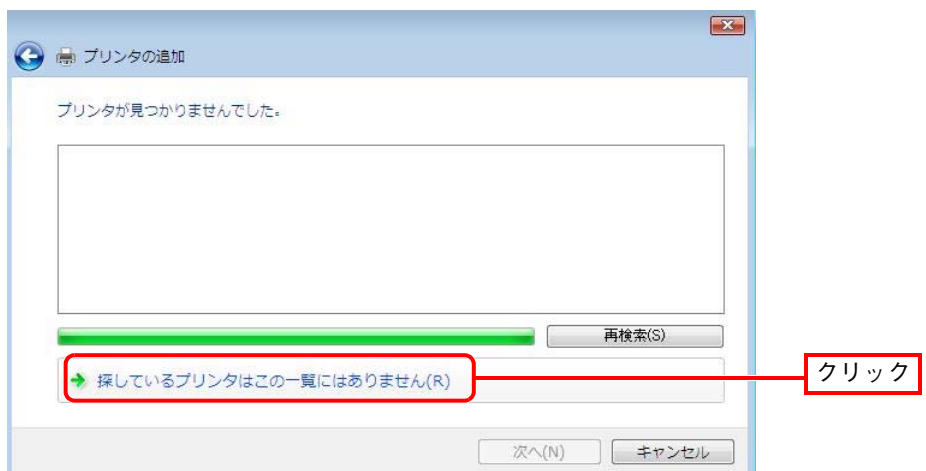 プリンタの追加
プリンタが見つかりませんでした。
再検索(S)
探しているプリンタはこの一覧にはありません(R)
クリック
次へ(N)
キャンセル